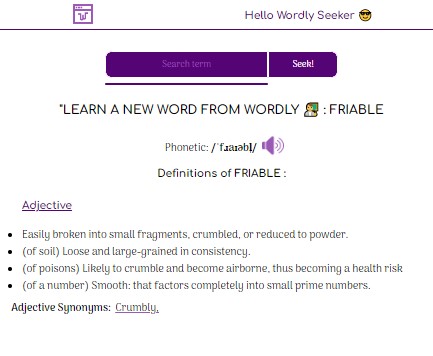 Hello Wordly Seeker 😎
Search term Seek!
"LEARN A NEW WORD FROM WORDLY 👩‍🏫 : FRIABLE
Phonetic: /ˈfɹaɪəbl̩/
Definitions of FRIABLE :
Adjective
Easily broken into small fragments, crumbled, or reduced to powder.
(of soil) Loose and large-grained in consistency.
(of poisons) Likely to crumble and become airborne, thus becoming a health risk
(of a number) Smooth: that factors completely into small prime numbers.
Adjective Synonyms: Crumbly,